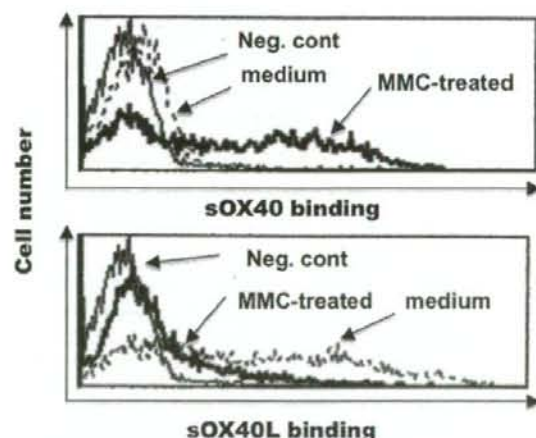 Neg. cont
medium
MMC-treated
sOX40 binding
Cell number
Neg. cont
MMC-treated medium
sOX40L binding